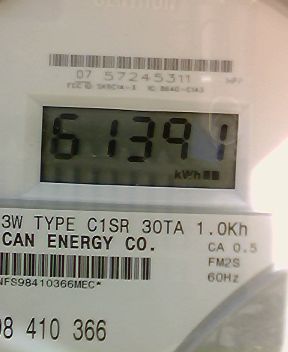 07 57245311
61391
kWh
3W TYPE C1SR 30TA 1.0Kh
CAN ENERGY CO.
CA 0.5
FM2S
60Hz
NFS98410366MEC*
98 410 366